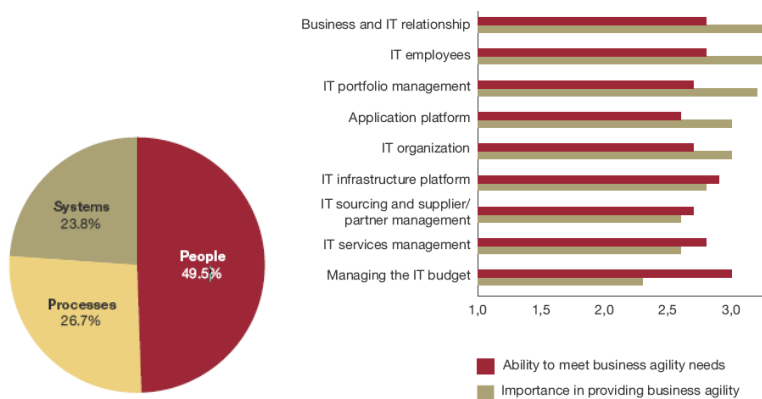 Systems
23.8%
People
49.5%
Processes
26.7%
Business and IT relationship
IT employees
IT portfolio management
Application platform
IT organization
IT infrastructure platform
IT sourcing and supplier/
partner management
IT services management
Managing the IT budget
1,0 1,5 2,0 2,5 3,0
Ability to meet business agility needs
Importance in providing business agility